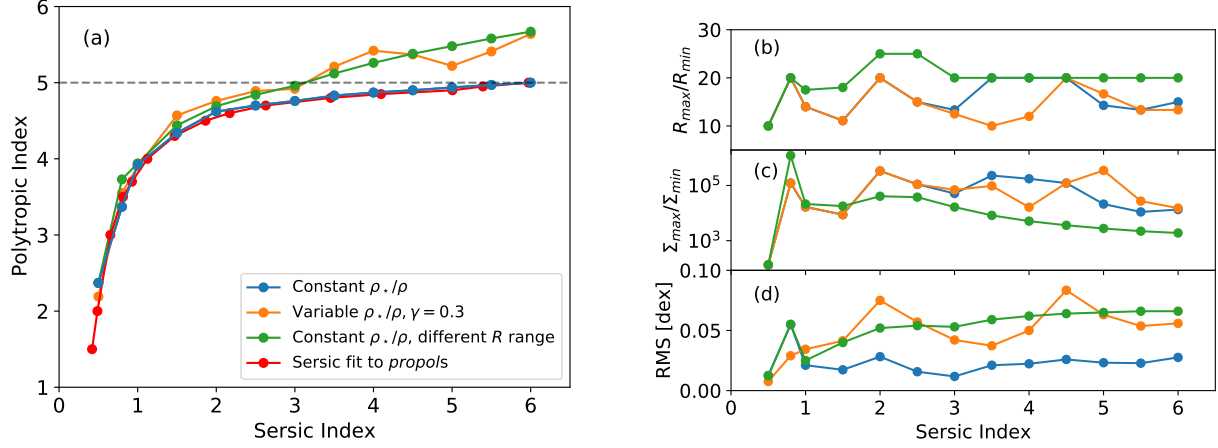 (a)
6
5
4
3
2
1
Polytropic Index
Constant ρ⋆/ρ
Variable ρ⋆/ρ, γ = 0.3
Constant ρ⋆/ρ, different R range
Sersic fit to propols
0 1 2 3 4 5 6
Sersic Index
(b)
30
20
10
R_max/R_min
(c)
10^5
10^3
Σ_max/Σ_min
(d)
0.10
0.05
0.00
RMS [dex]
0 1 2 3 4 5 6
Sersic Index